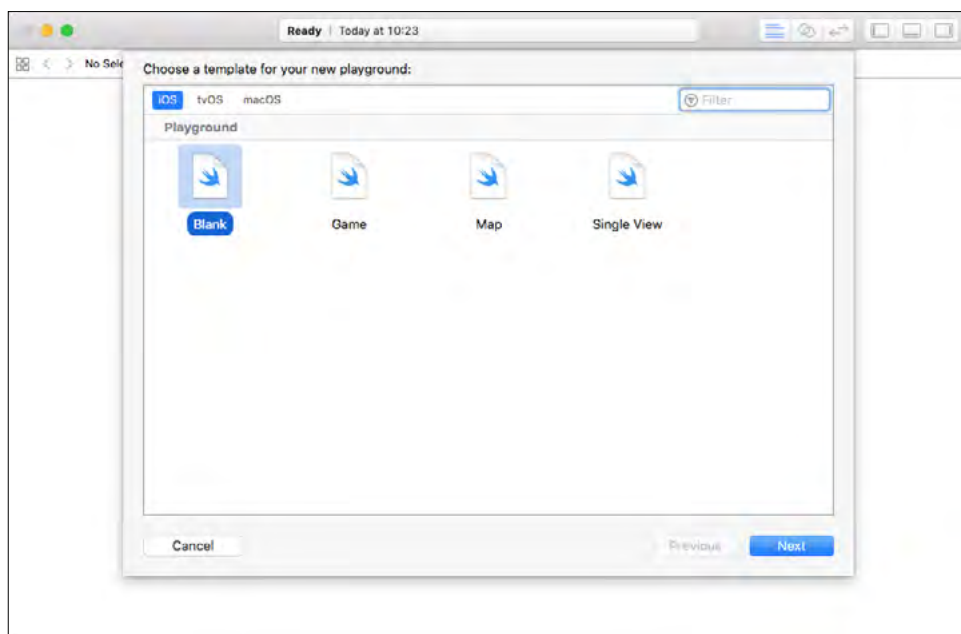 Ready | Today at 10:23
No Sele
Choose a template for your new playground:
iOS tvOS macOS Filter
Playground
Blank Game Map Single View
Cancel Previous Next